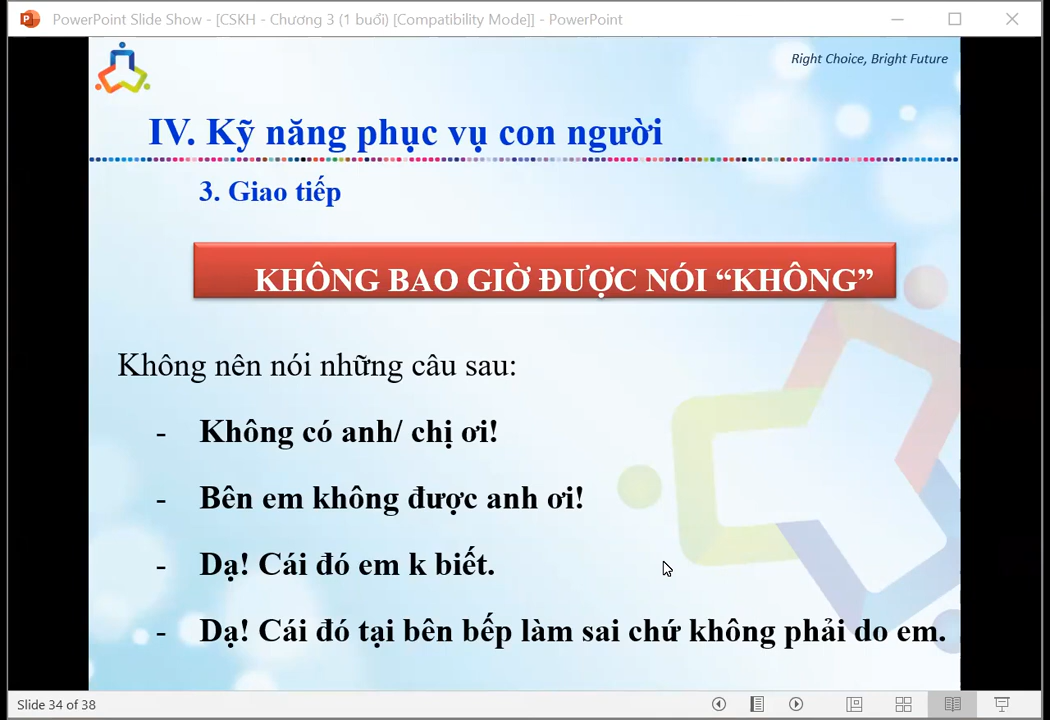 PowerPoint Slide Show - [CSKH - Chương 3 (1 buổi) [Compatibility Mode]] - PowerPoint
Right Choice, Bright Future
IV. Kỹ năng phục vụ con người
3. Giao tiếp
KHÔNG BAO GIỜ ĐƯỢC NÓI “KHÔNG”
Không nên nói những câu sau:
- Không có anh/ chị ơi!
- Bên em không được anh ơi!
- Dạ! Cái đó em k biết.
- Dạ! Cái đó tại bên bếp làm sai chứ không phải do em.
Slide 34 of 38